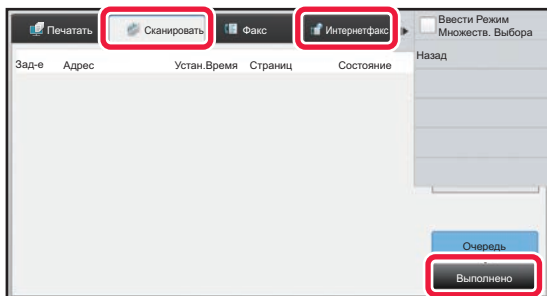 Печатать Сканировать Факс Интернетфакс
Ввести Режим
Множеств. Выбора
Назад
Зад-е Адрес Устан.Время Страниц Состояние
Очередь
Выполнено